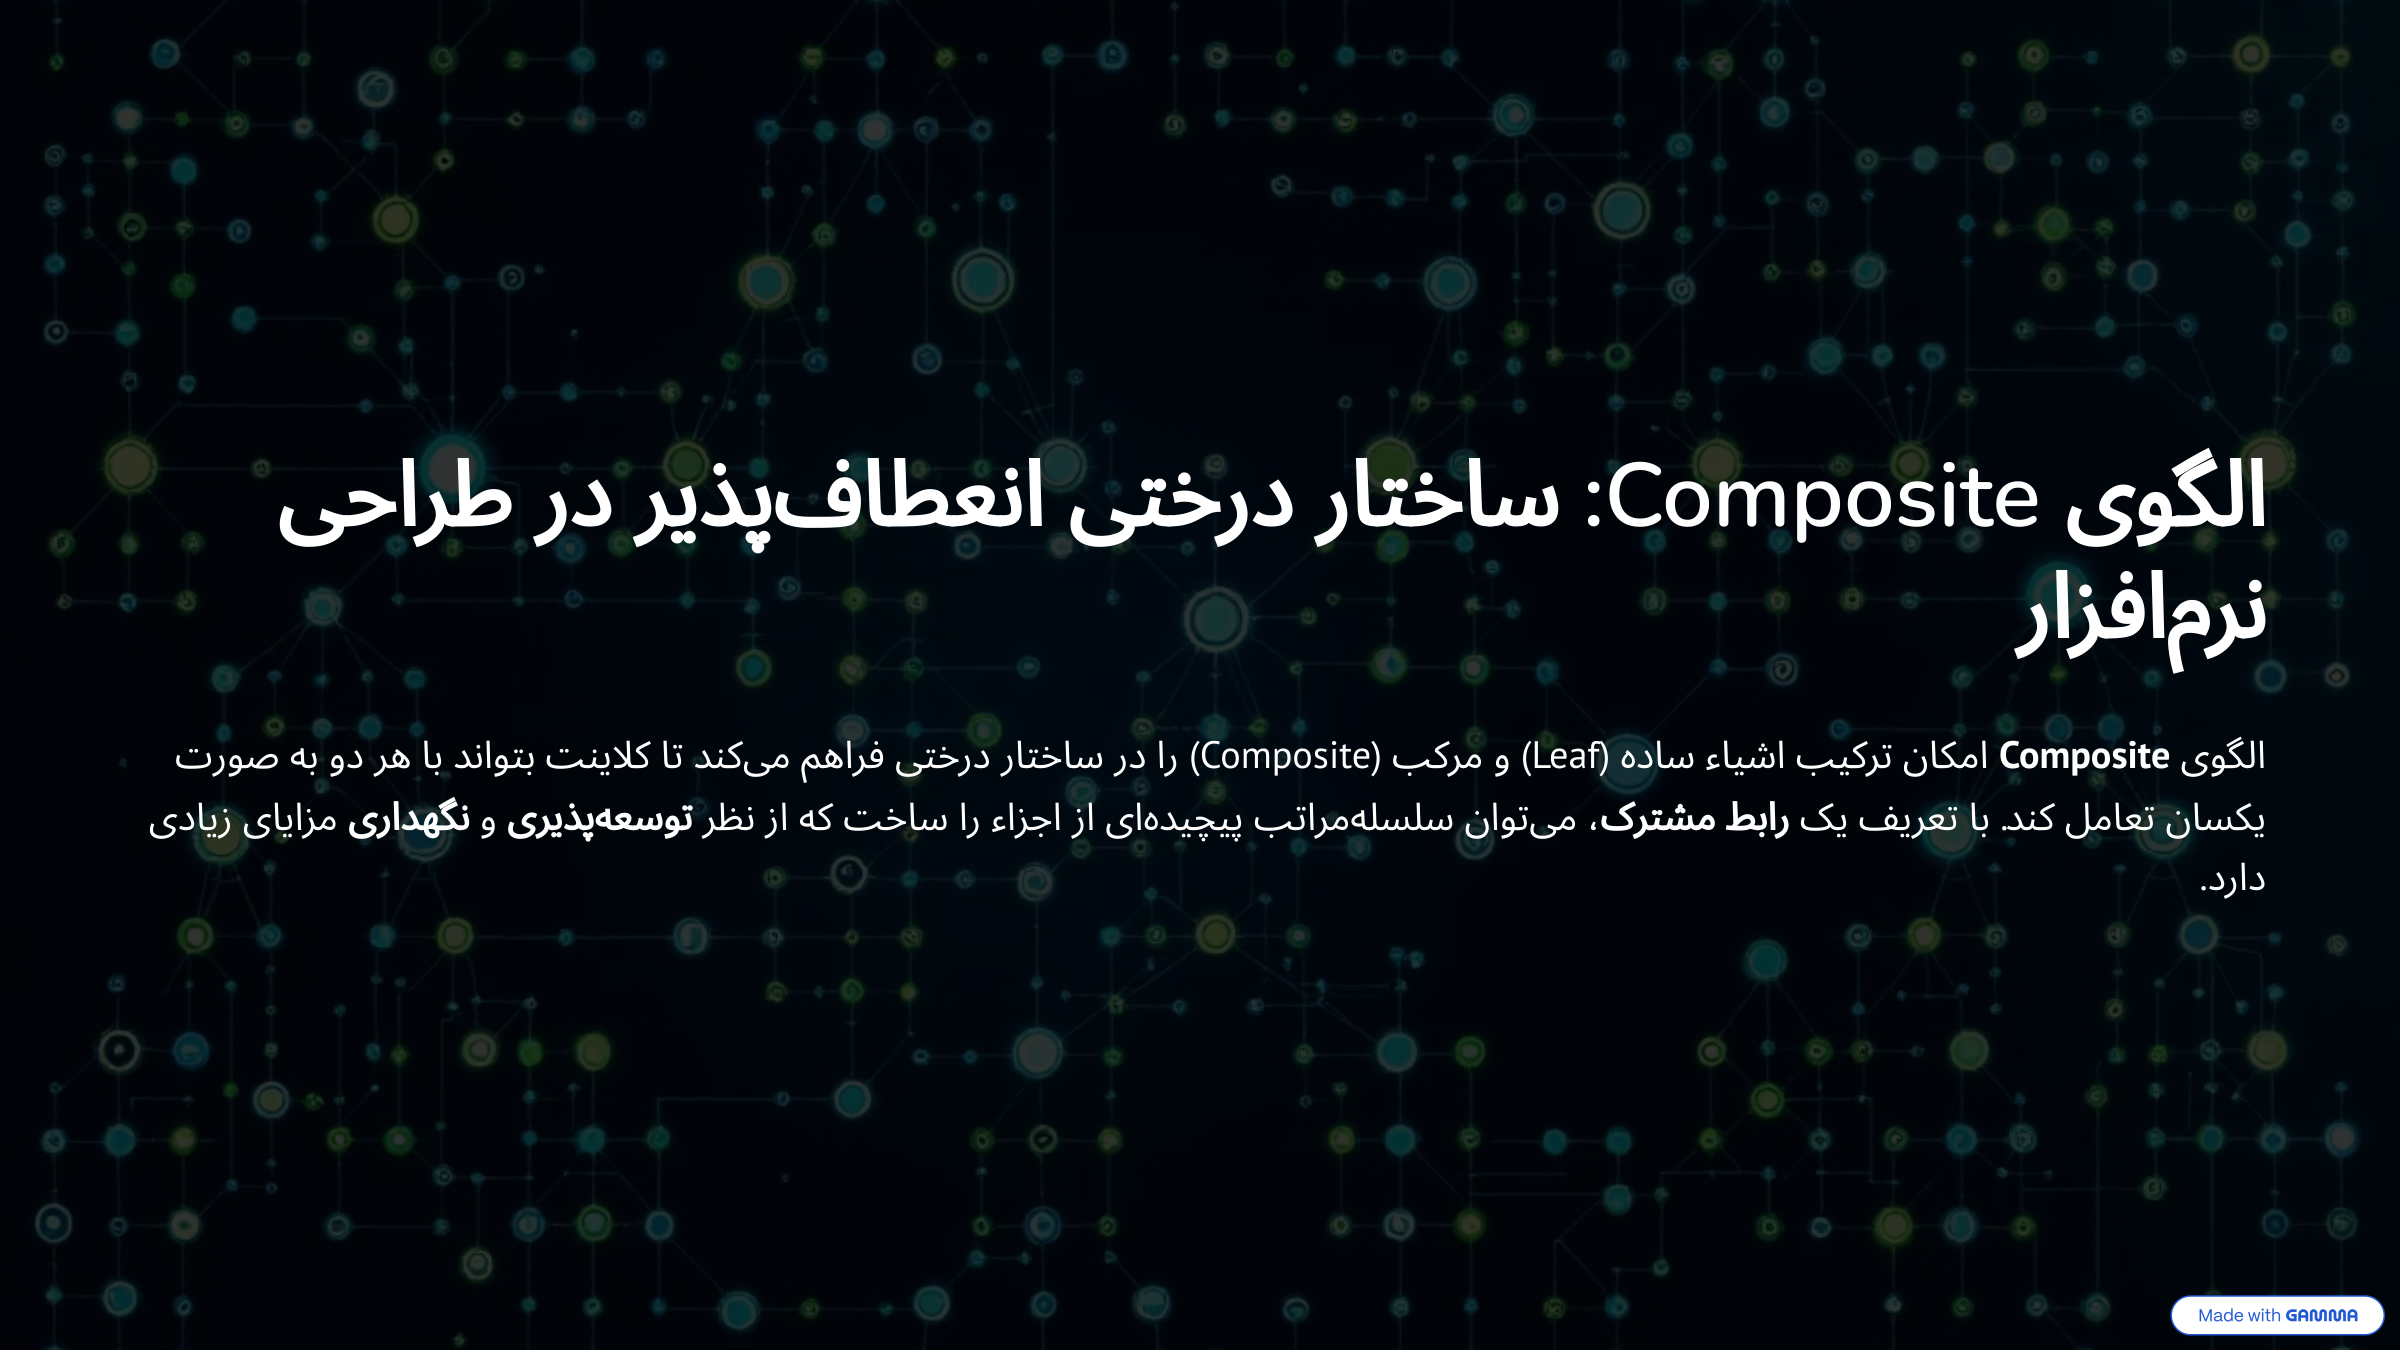 الگوی Composite: ساختار درختی انعطاف‌پذیر در طراحی
نرم‌افزار
الگوی Composite امکان ترکیب اشیاء ساده (Leaf) و مرکب (Composite) را در ساختار درختی فراهم می‌کند تا کلاینت بتواند با هر دو به صورت
یکسان تعامل کند. با تعریف یک رابط مشترک، می‌توان سلسله‌مراتب پیچیده‌ای از اجزاء را ساخت که از نظر توسعه‌پذیری و نگهداری مزایای زیادی
دارد.
Made with GAMMA